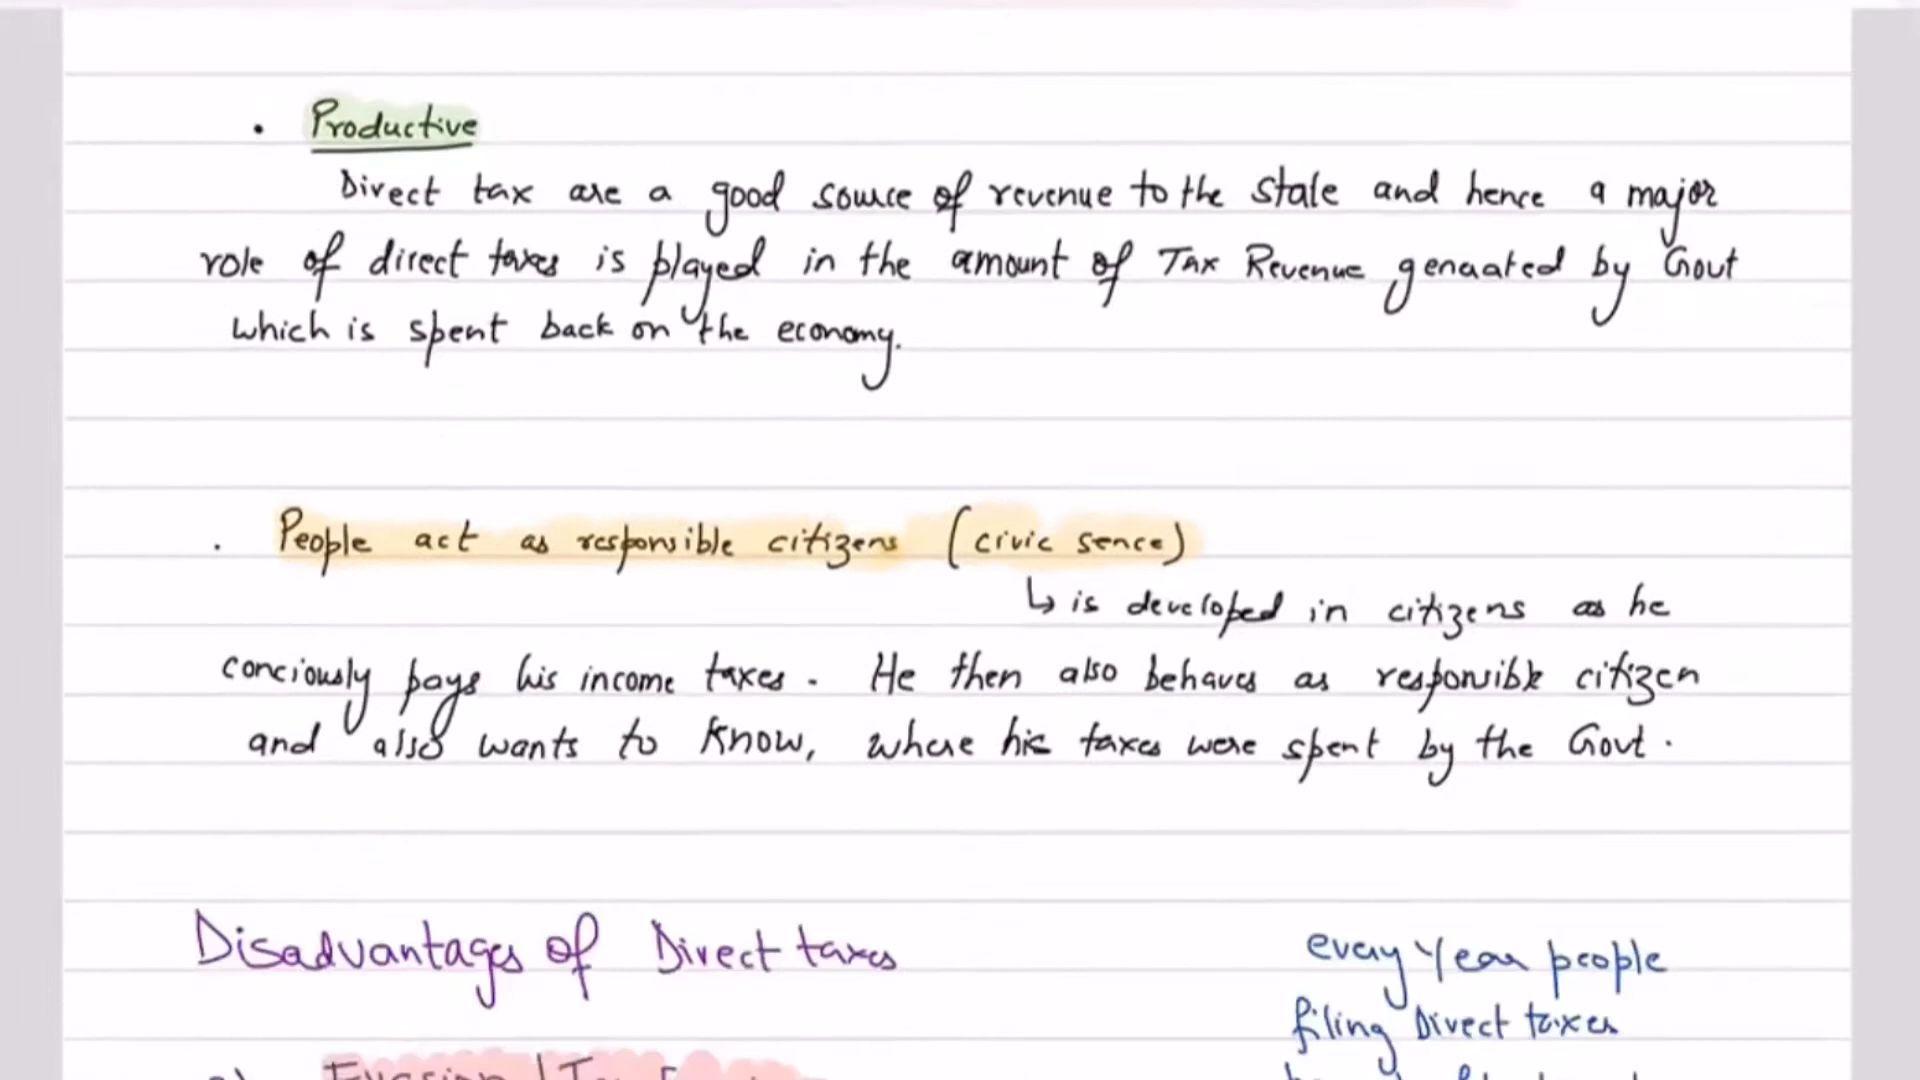 . Productive
Direct tax are a good source of revenue to the state and hence a major
role of direct taxes is played in the amount of Tax Revenue genaated by Govt
which is spent back on the economy.
. People act as responsible citizens (civic sence)
↳ is developed in citizens as he
conciously pays his income taxes. He then also behaves as responsible citizen
and also wants to know, where his taxes were spent by the Govt.
Disadvantages of Direct taxes
every year people
filing Direct taxes
Evasion / Tax